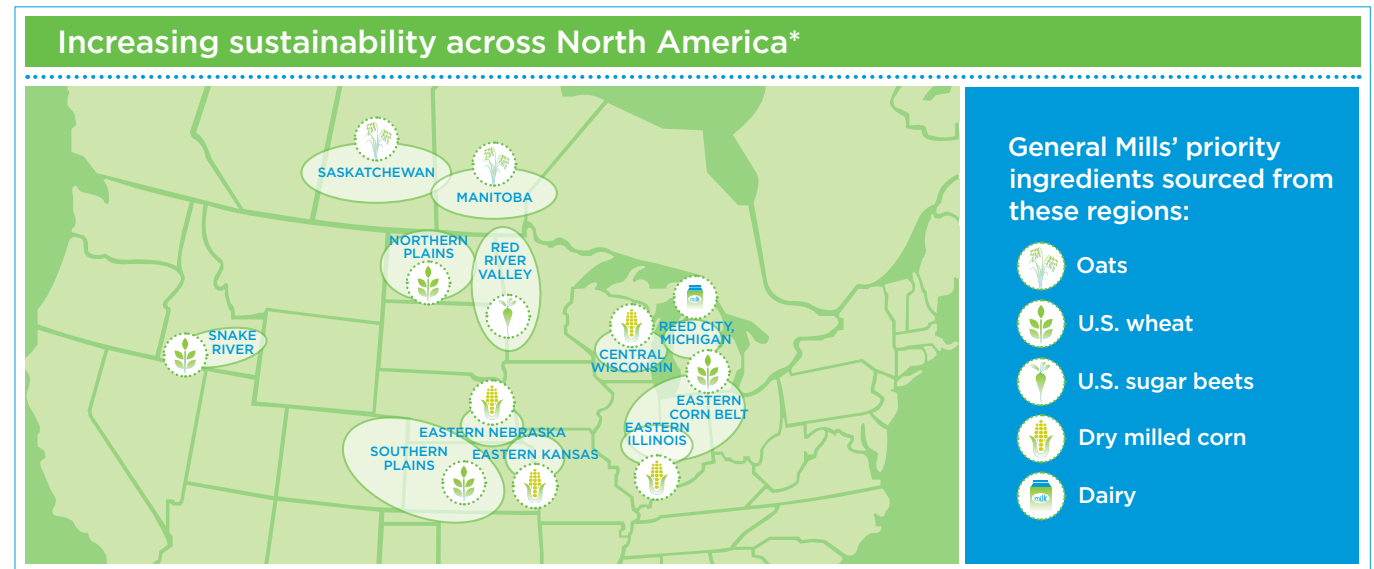 Increasing sustainability across North America*
SASKATCHEWAN
MANITOBA
NORTHERN
PLAINS
RED
RIVER
VALLEY
SNAKE
RIVER
milk
REED CITY,
MICHIGAN
CENTRAL
WISCONSIN
EASTERN
CORN BELT
EASTERN
ILLINOIS
EASTERN NEBRASKA
SOUTHERN
PLAINS
EASTERN KANSAS
General Mills' priority
ingredients sourced from
these regions:
Oats
U.S. wheat
U.S. sugar beets
Dry milled corn
milk
Dairy